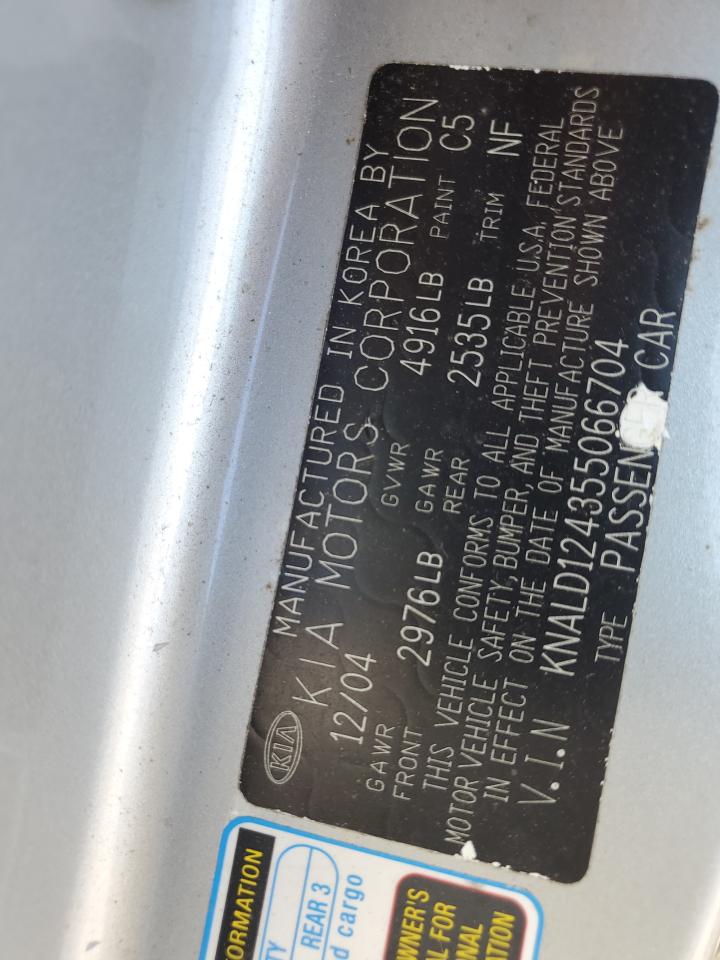 KIA
MANUFACTURED IN KOREA BY
KIA MOTORS CORPORATION
12/04 GVWR 4916LB PAINT C5
GAWR FRONT 2976LB GAWR REAR 2535LB TRIM NF
THIS VEHICLE CONFORMS TO ALL APPLICABLE U.S.A. FEDERAL
MOTOR VEHICLE SAFETY, BUMPER, AND THEFT PREVENTION STANDARDS
IN EFFECT ON THE DATE OF MANUFACTURE SHOWN ABOVE
V.I.N KNALD124355066704
TYPE PASSEN CAR
ORMATION
TY
REAR 3
d cargo
WNER'S
L FOR
NAL
ATION